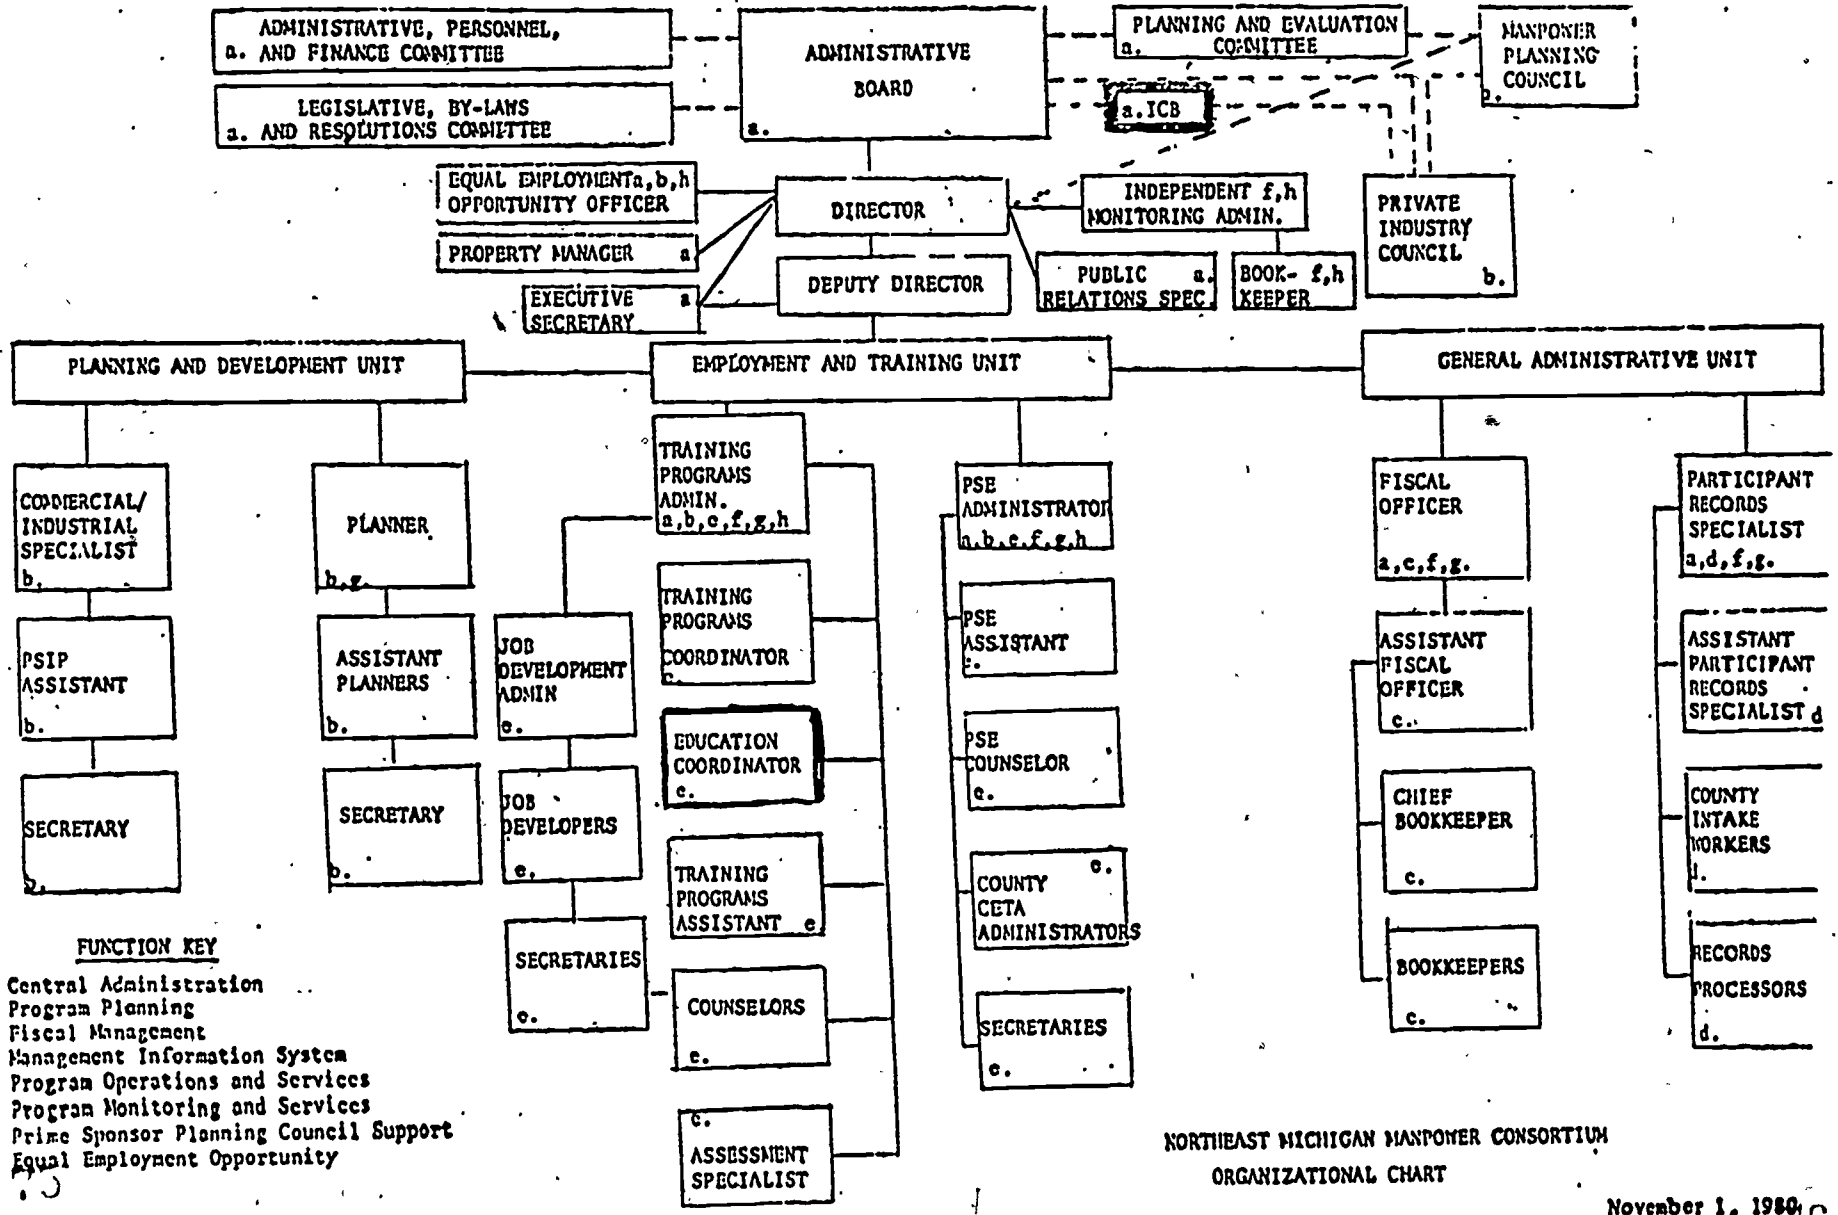 ADMINISTRATIVE, PERSONNEL,
a. AND FINANCE COMMITTEE
LEGISLATIVE, BY-LAWS
a. AND RESOLUTIONS COMMITTEE
ADMINISTRATIVE
BOARD
a.
PLANNING AND EVALUATION
a. COMMITTEE
MANPOWER
PLANNING
COUNCIL
a.ICB
EQUAL EMPLOYMENT a,b,h
OPPORTUNITY OFFICER
PROPERTY MANAGER a
EXECUTIVE a
SECRETARY
DIRECTOR
DEPUTY DIRECTOR
INDEPENDENT f,h
MONITORING ADMIN.
PUBLIC a.
RELATIONS SPEC.
BOOK- f,h
KEEPER
PRIVATE
INDUSTRY
COUNCIL
b.
PLANNING AND DEVELOPMENT UNIT
EMPLOYMENT AND TRAINING UNIT
GENERAL ADMINISTRATIVE UNIT
COMMERCIAL/
INDUSTRIAL
SPECIALIST
b.
PSIP
ASSISTANT
b.
SECRETARY
PLANNER
b,g.
ASSISTANT
PLANNERS
b.
SECRETARY
b.
JOB
DEVELOPMENT
ADMIN
e.
JOB
DEVELOPERS
e.
SECRETARIES
e.
TRAINING
PROGRAMS
ADMIN.
a,b,e,f,g,h
TRAINING
PROGRAMS
COORDINATOR
EDUCATION
COORDINATOR
e.
TRAINING
PROGRAMS
ASSISTANT e
COUNSELORS
e.
ASSESSMENT
SPECIALIST
PSE
ADMINISTRATOR
a,b,e,f,g,h
PSE
ASSISTANT
PSE
COUNSELOR
e.
COUNTY e.
CETA
ADMINISTRATORS
SECRETARIES
e.
FISCAL
OFFICER
a,c,f,g.
ASSISTANT
FISCAL
OFFICER
c.
CHIEF
BOOKKEEPER
c.
BOOKKEEPERS
c.
PARTICIPANT
RECORDS
SPECIALIST
a,d,f,g.
ASSISTANT
PARTICIPANT
RECORDS
SPECIALIST d
COUNTY
INTAKE
WORKERS
RECORDS
PROCESSORS
d.
FUNCTION KEY
Central Administration
Program Planning
Fiscal Management
Management Information System
Program Operations and Services
Program Monitoring and Services
Prime Sponsor Planning Council Support
Equal Employment Opportunity
NORTHEAST MICHIGAN MANPOWER CONSORTIUM
ORGANIZATIONAL CHART
November 1, 1980